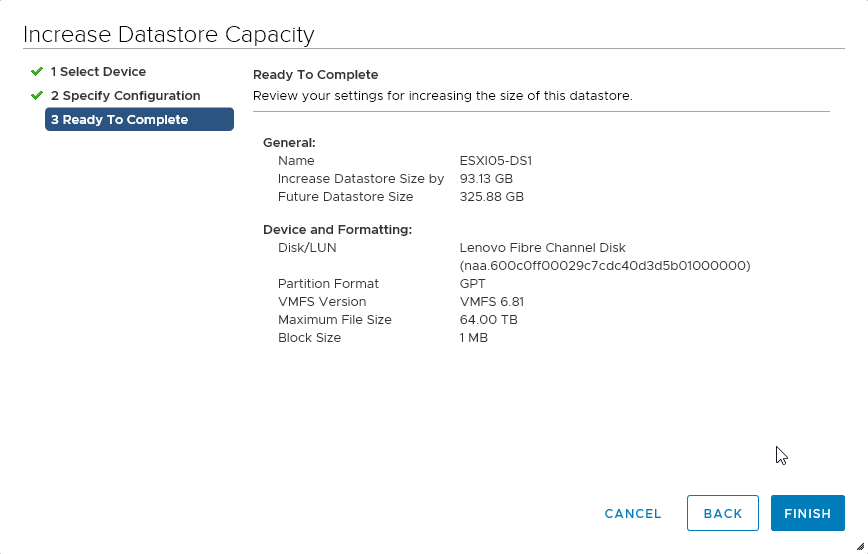 Increase Datastore Capacity
1 Select Device
2 Specify Configuration
3 Ready To Complete
Ready To Complete
Review your settings for increasing the size of this datastore.
General:
Name ESXI05-DS1
Increase Datastore Size by 93.13 GB
Future Datastore Size 325.88 GB
Device and Formatting:
Disk/LUN Lenovo Fibre Channel Disk
(naa.600c0ff00029c7cdc40d3d5b01000000)
Partition Format GPT
VMFS Version VMFS 6.81
Maximum File Size 64.00 TB
Block Size 1 MB
CANCEL BACK FINISH